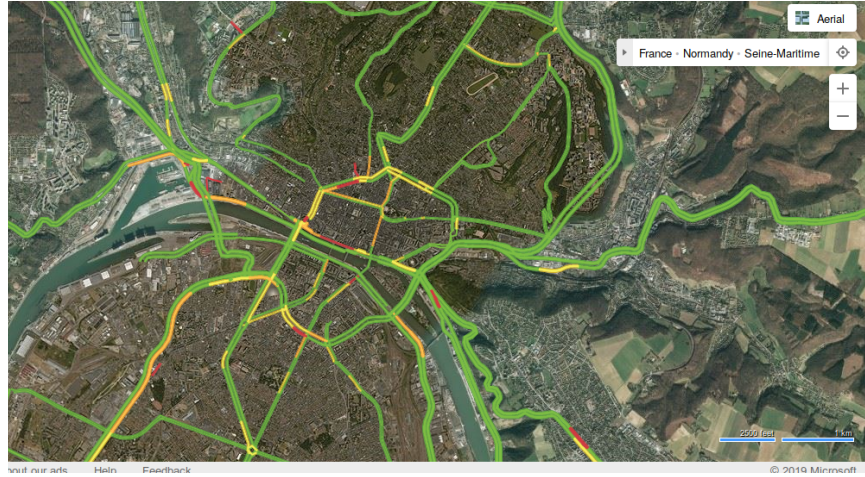 Aerial
France · Normandy · Seine-Maritime
2500 feet 1 km
out our ads Help Feedback © 2019 Microsoft